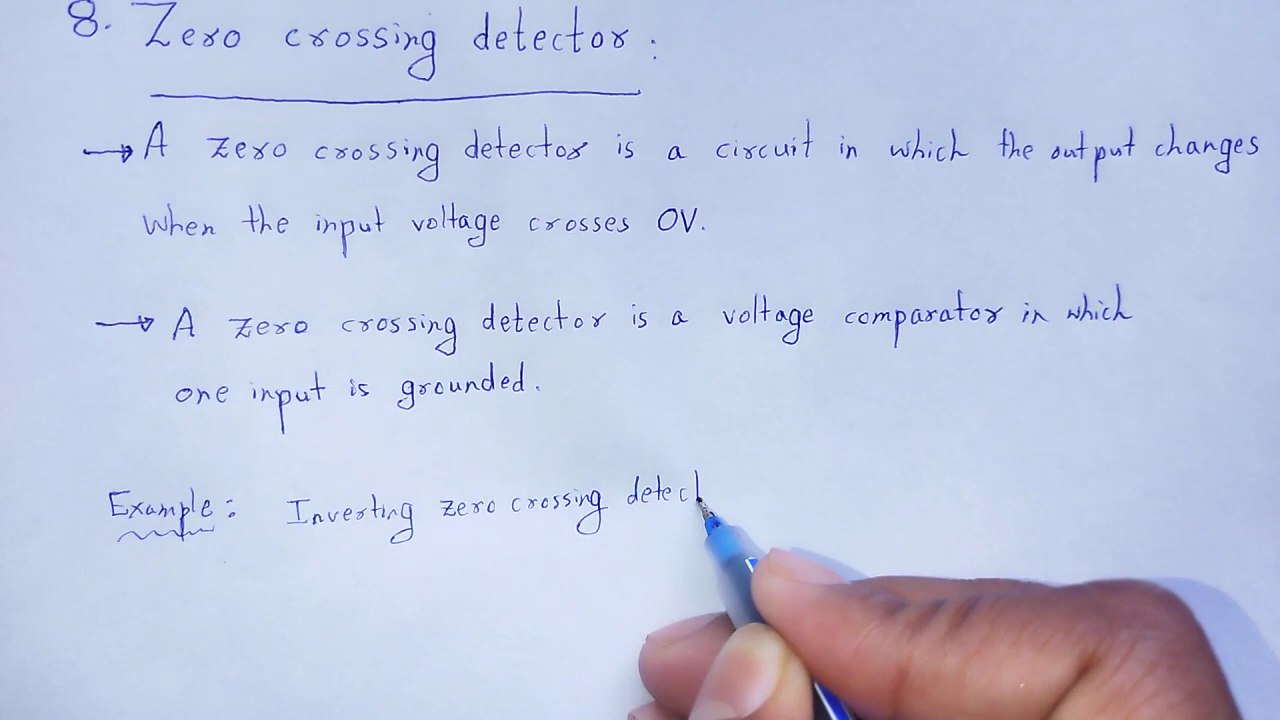 8. Zero crossing detector :
→ A zero crossing detector is a circuit in which the output changes
when the input voltage crosses 0V.
→ A zero crossing detector is a voltage comparator in which
one input is grounded.
Example : Inverting zero crossing detect